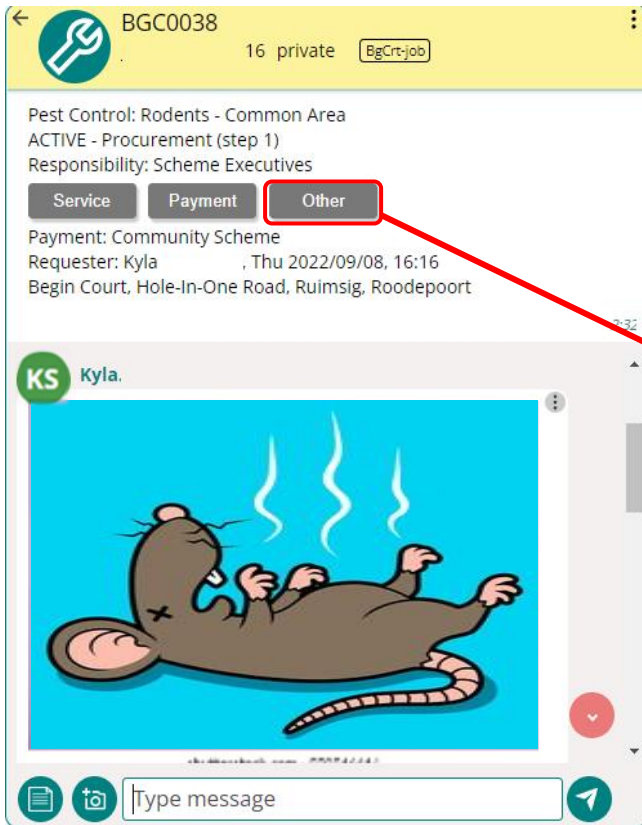 BGC0038
16 private BgCrt-job
Pest Control: Rodents - Common Area
ACTIVE - Procurement (step 1)
Responsibility: Scheme Executives
Service Payment Other
Payment: Community Scheme
Requester: Kyla , Thu 2022/09/08, 16:16
Begin Court, Hole-In-One Road, Ruimsig, Roodepoort
KS Kyla.
Type message